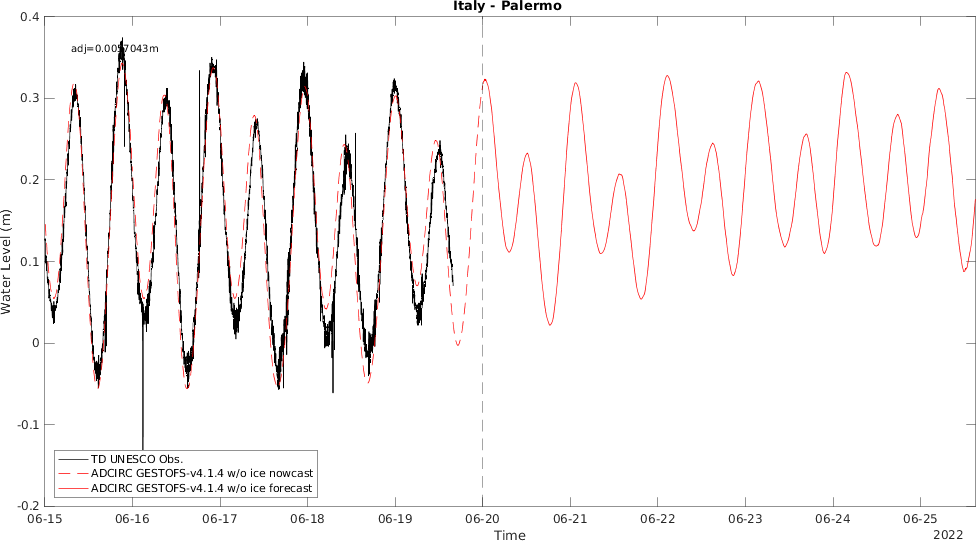 Italy - Palermo
adj=0.0057043m
Water Level (m)
0.4
0.3
0.2
0.1
0
-0.1
-0.2
TD UNESCO Obs.
ADCIRC GESTOFS-v4.1.4 w/o ice nowcast
ADCIRC GESTOFS-v4.1.4 w/o ice forecast
06-15 06-16 06-17 06-18 06-19 06-20 06-21 06-22 06-23 06-24 06-25
Time
2022